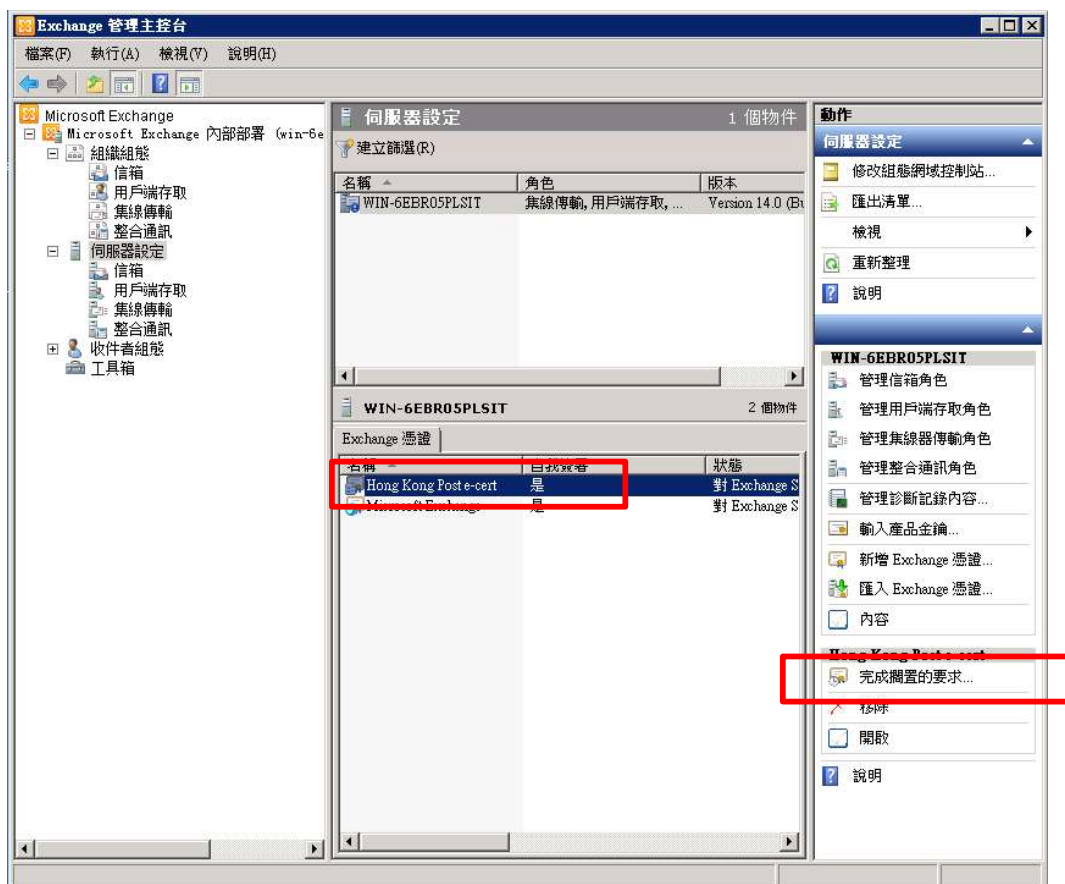 Exchange 管理主控台
檔案(F) 執行(A) 檢視(V) 說明(H)
Microsoft Exchange
Microsoft Exchange 內部部署 (win-6e
組織組態
信箱
用戶端存取
集線傳輸
整合通訊
伺服器設定
信箱
用戶端存取
集線傳輸
整合通訊
收件者組態
工具箱
伺服器設定 1 個物件
建立篩選(R)
名稱 角色 版本
WIN-6EBR05PLSIT 集線傳輸, 用戶端存取, ... Version 14.0 (Bu
WIN-6EBR05PLSIT 2 個物件
Exchange 憑證
名稱 自我簽署 狀態
Hong Kong Post e-cert 是 對 Exchange S
Microsoft Exchange 是 對 Exchange S
動作
伺服器設定
修改組態網域控制站...
匯出清單...
檢視
重新整理
說明
WIN-6EBR05PLSIT
管理信箱角色
管理用戶端存取角色
管理集線器傳輸角色
管理整合通訊角色
管理診斷記錄內容...
輸入產品金鑰...
新增 Exchange 憑證...
匯入 Exchange 憑證...
內容
Hong Kong Post e-cert
完成擱置的要求...
移除
開啟
說明